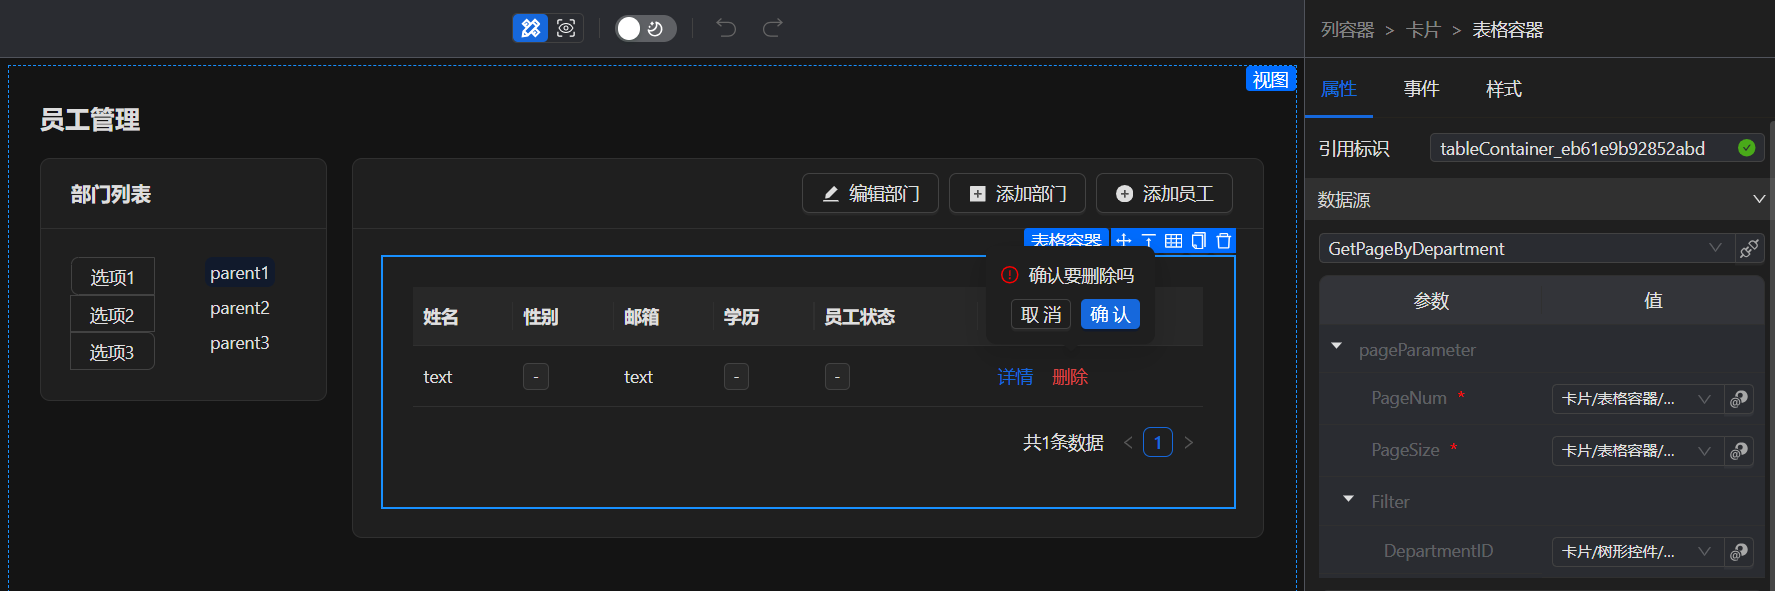 列容器 > 卡片 > 表格容器
视图
属性 事件 样式
员工管理
引用标识 tableContainer_eb61e9b92852abd
部门列表
编辑部门 添加部门 添加员工
数据源
表格容器
GetPageByDepartment
选项1 parent1
选项2 parent2
选项3 parent3
确认要删除吗
取 消 确 认
参数 值
姓名 性别 邮箱 学历 员工状态
pageParameter
text - text - - 详情 删除
PageNum * 卡片/表格容器/...
共1条数据 < 1 >
PageSize * 卡片/表格容器/...
Filter
DepartmentID 卡片/树形控件/...